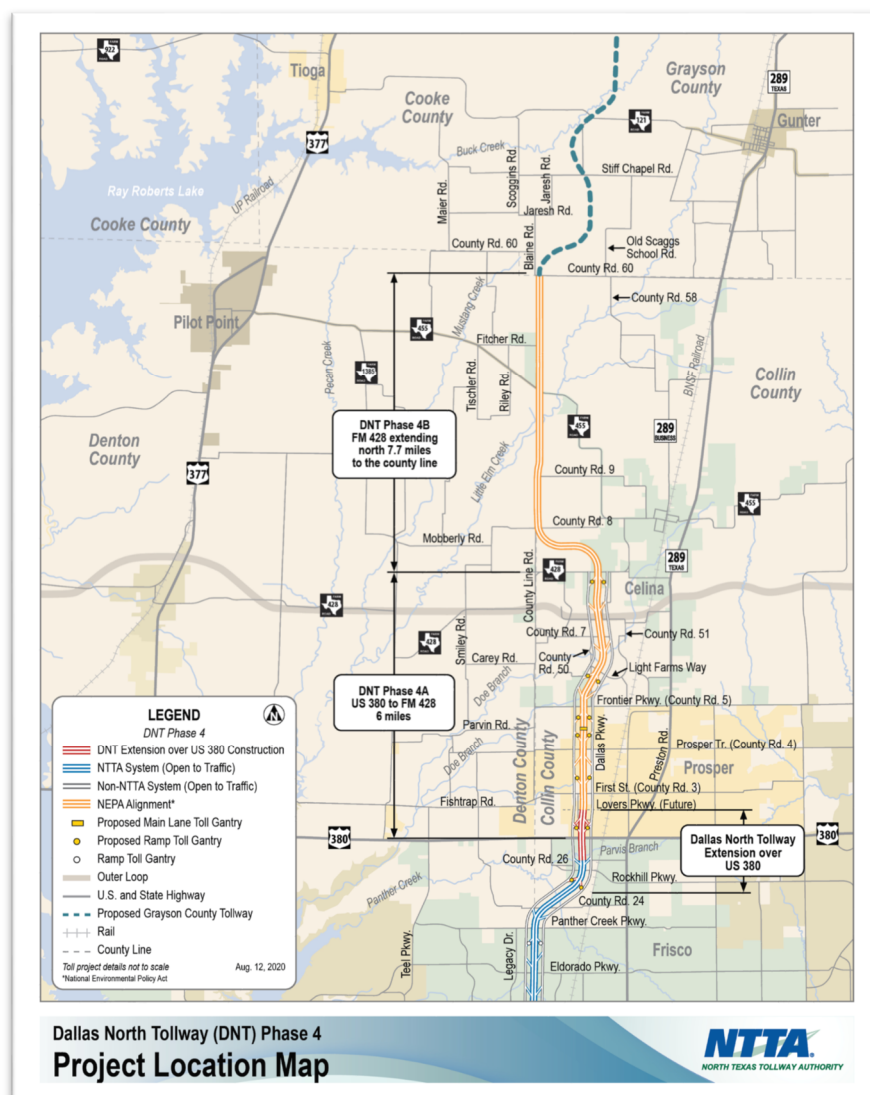 922
Tioga
Grayson
County
289
TEXAS
Cooke
County
121
Gunter
377
Buck Creek
Scoggins Rd.
Jaresh Rd.
Stiff Chapel Rd.
Maier Rd.
UP Railroad
Ray Roberts Lake
Cooke County
Jaresh Rd.
Blaine Rd.
County Rd. 60
Old Scaggs
School Rd.
County Rd. 60
County Rd. 58
Mustang Creek
Pilot Point
455
Fitcher Rd.
BNSF Railroad
Pecan Creek
1385
Tischler Rd.
Riley Rd.
Collin
County
DNT Phase 4B
FM 428 extending
north 7.7 miles
to the county line
455
289
BUSINESS
Denton
County
377
Little Elm Creek
County Rd. 9
455
County Rd. 8
Mobberly Rd.
County Line Rd.
428
289
TEXAS
Celina
428
Smiley Rd.
428
County Rd. 7
County Rd. 51
Carey Rd.
County
Rd. 50
Light Farms Way
Doe Branch
DNT Phase 4A
US 380 to FM 428
6 miles
Frontier Pkwy. (County Rd. 5)
Parvin Rd.
Dallas Pkwy.
Preston Rd.
Prosper Tr. (County Rd. 4)
Doe Branch
Denton County
Collin County
Prosper
First St. (County Rd. 3)
Fishtrap Rd.
Lovers Pkwy. (Future)
380
380
Dallas North Tollway
Extension over
US 380
County Rd. 26
Parvis Branch
Panther Creek
Rockhill Pkwy.
County Rd. 24
Panther Creek Pkwy.
Teel Pkwy.
Legacy Dr.
Frisco
Eldorado Pkwy.
LEGEND
N
DNT Phase 4
DNT Extension over US 380 Construction
NTTA System (Open to Traffic)
Non-NTTA System (Open to Traffic)
NEPA Alignment*
Proposed Main Lane Toll Gantry
Proposed Ramp Toll Gantry
Ramp Toll Gantry
Outer Loop
U.S. and State Highway
Proposed Grayson County Tollway
Rail
County Line
Toll project details not to scale
Aug. 12, 2020
*National Environmental Policy Act
Dallas North Tollway (DNT) Phase 4
Project Location Map
NTTA.
NORTH TEXAS TOLLWAY AUTHORITY